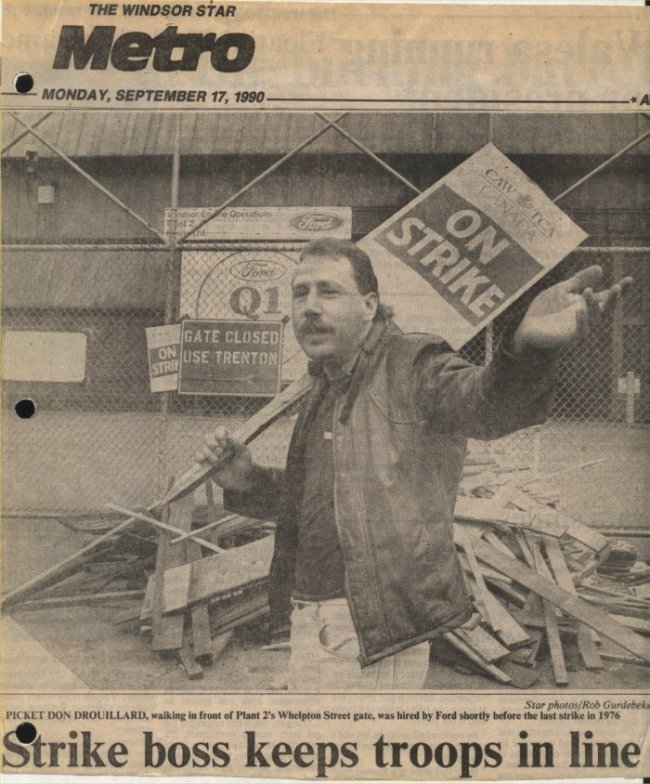 THE WINDSOR STAR
Metro
MONDAY, SEPTEMBER 17, 1990
★ A
Windsor Engine Operations
Plant 2
Ford
CAW TCA
CANADA
ON
STRIKE
Ford
Q1
GATE CLOSED
USE TRENTON
ON
STRIK
Star photos/Rob Gurdebeke
PICKET DON DROUILLARD, walking in front of Plant 2's Whelpton Street gate, was hired by Ford shortly before the last strike in 1976
Strike boss keeps troops in line